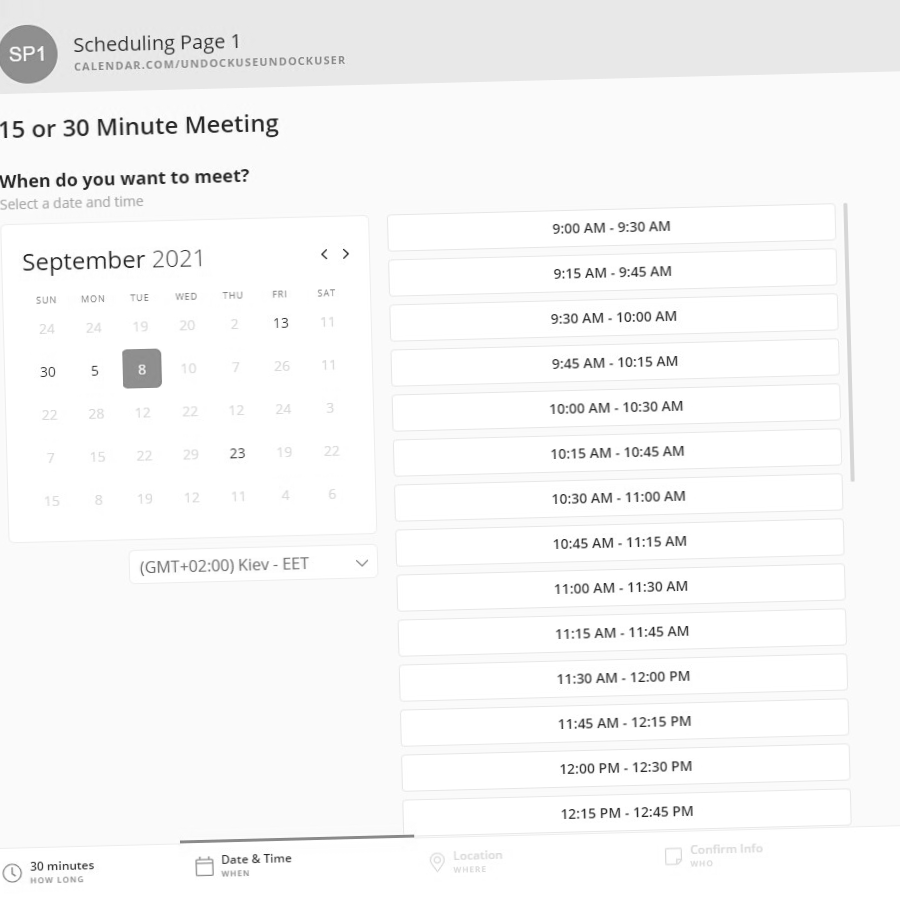 SP1
Scheduling Page 1
CALENDAR.COM/UNDOCKUSEUNDOCKUSER
15 or 30 Minute Meeting
When do you want to meet?
Select a date and time
September 2021
SUN MON TUE WED THU FRI SAT
24 24 19 20 2 13 11
30 5 8 10 7 26 11
22 28 12 22 12 24 3
7 15 22 29 23 19 22
15 8 19 12 11 4 6
(GMT+02:00) Kiev - EET
9:00 AM - 9:30 AM
9:15 AM - 9:45 AM
9:30 AM - 10:00 AM
9:45 AM - 10:15 AM
10:00 AM - 10:30 AM
10:15 AM - 10:45 AM
10:30 AM - 11:00 AM
10:45 AM - 11:15 AM
11:00 AM - 11:30 AM
11:15 AM - 11:45 AM
11:30 AM - 12:00 PM
11:45 AM - 12:15 PM
12:00 PM - 12:30 PM
12:15 PM - 12:45 PM
30 minutes
HOW LONG
Date & Time
WHEN
Location
WHERE
Confirm Info
WHO